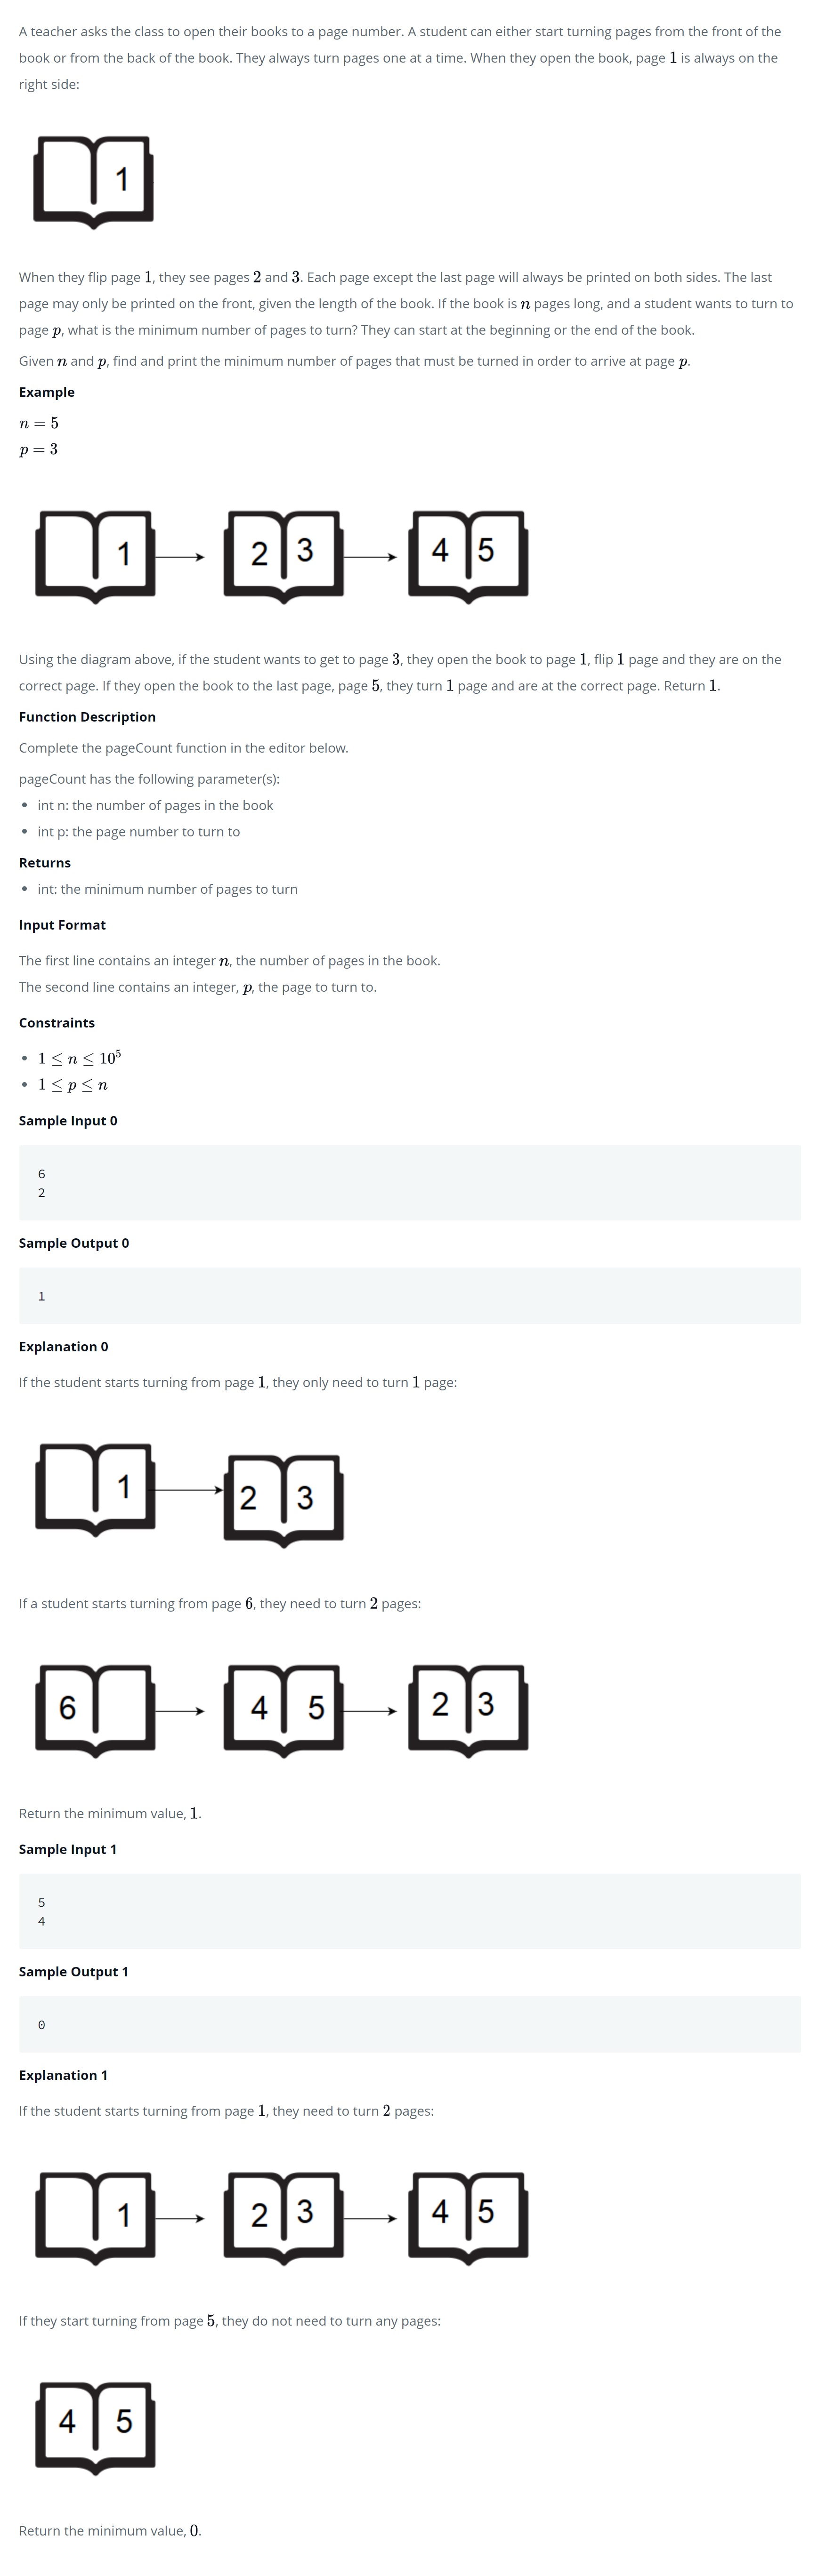 A teacher asks the class to open their books to a page number. A student can either start turning pages from the front of the
book or from the back of the book. They always turn pages one at a time. When they open the book, page 1 is always on the
right side:
1
When they flip page 1, they see pages 2 and 3. Each page except the last page will always be printed on both sides. The last
page may only be printed on the front, given the length of the book. If the book is n pages long, and a student wants to turn to
page p, what is the minimum number of pages to turn? They can start at the beginning or the end of the book.
Given n and p, find and print the minimum number of pages that must be turned in order to arrive at page p.
Example
n = 5
p = 3
1 2 3 4 5
Using the diagram above, if the student wants to get to page 3, they open the book to page 1, flip 1 page and they are on the
correct page. If they open the book to the last page, page 5, they turn 1 page and are at the correct page. Return 1.
Function Description
Complete the pageCount function in the editor below.
pageCount has the following parameter(s):
• int n: the number of pages in the book
• int p: the page number to turn to
Returns
• int: the minimum number of pages to turn
Input Format
The first line contains an integer n, the number of pages in the book.
The second line contains an integer, p, the page to turn to.
Constraints
• 1 ≤ n ≤ 10⁵
• 1 ≤ p ≤ n
Sample Input 0
6
2
Sample Output 0
1
Explanation 0
If the student starts turning from page 1, they only need to turn 1 page:
1 2 3
If a student starts turning from page 6, they need to turn 2 pages:
6 4 5 2 3
Return the minimum value, 1.
Sample Input 1
5
4
Sample Output 1
0
Explanation 1
If the student starts turning from page 1, they need to turn 2 pages:
1 2 3 4 5
If they start turning from page 5, they do not need to turn any pages:
4 5
Return the minimum value, 0.